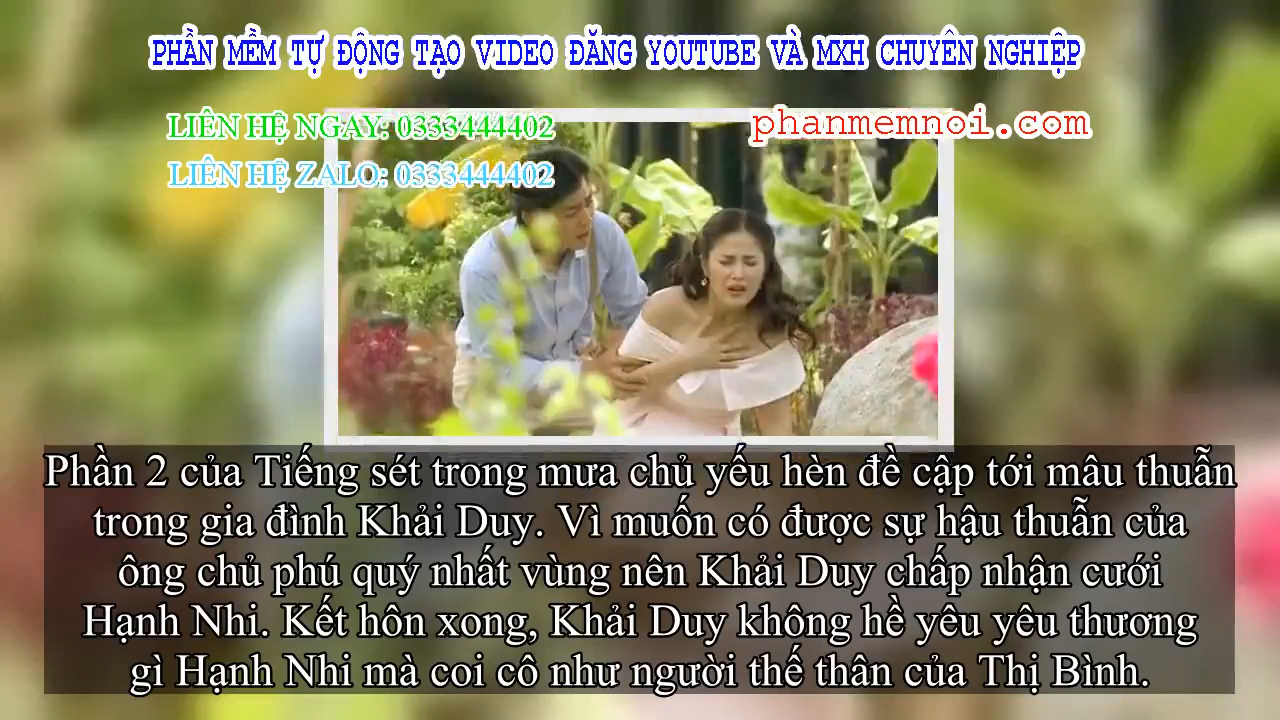 PHẦN MỀM TỰ ĐỘNG TẠO VIDEO ĐĂNG YOUTUBE VÀ MXH CHUYÊN NGHIỆP
LIÊN HỆ NGAY: 0333444402
phanmemnoi.com
LIÊN HỆ ZALO: 0333444402
Phần 2 của Tiếng sét trong mưa chủ yếu hèn đề cập tới mâu thuẫn
trong gia đình Khải Duy. Vì muốn có được sự hậu thuẫn của
ông chủ phú quý nhất vùng nên Khải Duy chấp nhận cưới
Hạnh Nhi. Kết hôn xong, Khải Duy không hề yêu yêu thương
gì Hạnh Nhi mà coi cô như người thế thân của Thị Bình.